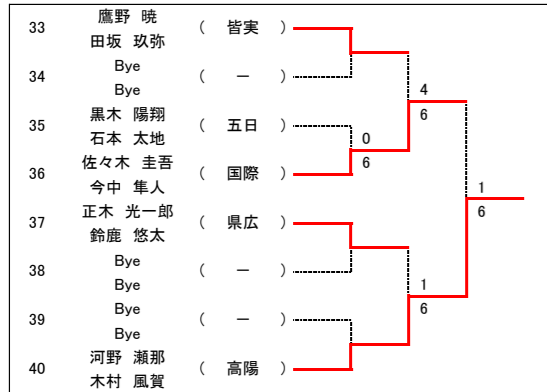 鷹野 暁
33 ( 皆実 )
田坂 玖弥
Bye
34 ( ー )
Bye
4
6
黒木 陽翔
35 ( 五日 )
石本 太地
0
6
佐々木 圭吾
36 ( 国際 )
今中 隼人
1
6
正木 光一郎
37 ( 県広 )
鈴鹿 悠太
Bye
38 ( ー )
Bye
1
6
Bye
39 ( ー )
Bye
河野 瀬那
40 ( 高陽 )
木村 風賀